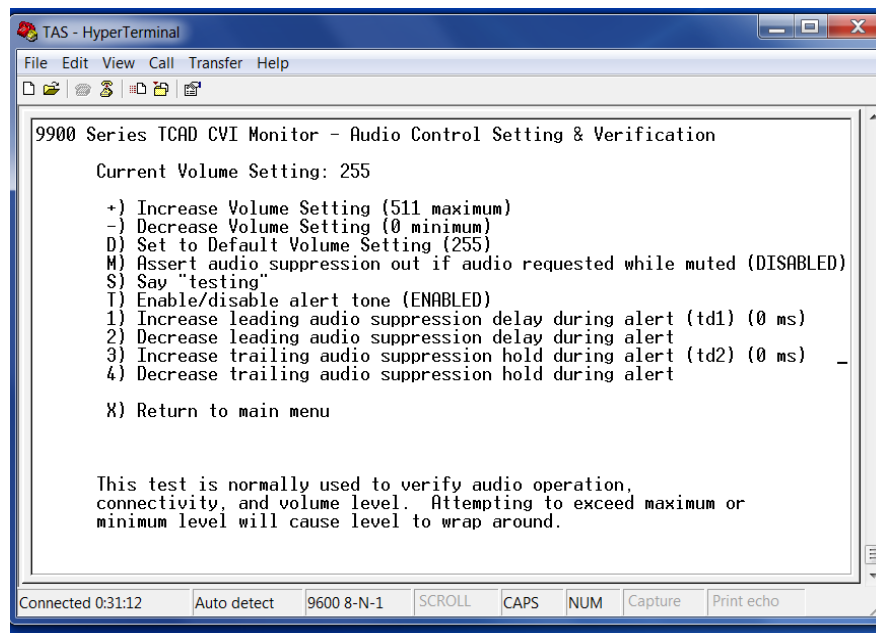 TAS - HyperTerminal
File Edit View Call Transfer Help
9900 Series TCAD CVI Monitor - Audio Control Setting & Verification
Current Volume Setting: 255
+) Increase Volume Setting (511 maximum)
-) Decrease Volume Setting (0 minimum)
D) Set to Default Volume Setting (255)
M) Assert audio suppression out if audio requested while muted (DISABLED)
S) Say "testing"
T) Enable/disable alert tone (ENABLED)
1) Increase leading audio suppression delay during alert (td1) (0 ms)
2) Decrease leading audio suppression delay during alert
3) Increase trailing audio suppression hold during alert (td2) (0 ms) _
4) Decrease trailing audio suppression hold during alert
X) Return to main menu
This test is normally used to verify audio operation,
connectivity, and volume level. Attempting to exceed maximum or
minimum level will cause level to wrap around.
Connected 0:31:12 Auto detect 9600 8-N-1 SCROLL CAPS NUM Capture Print echo